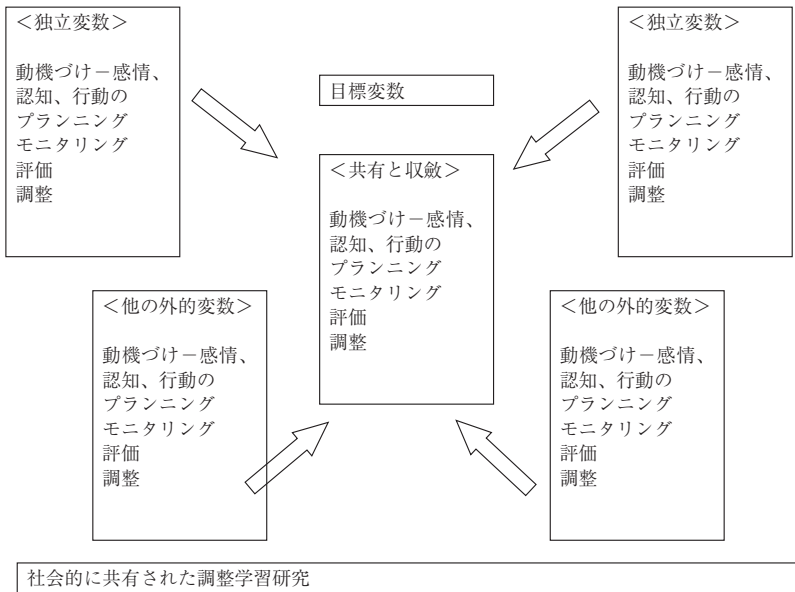 ＜独立変数＞
動機づけ－感情、
認知、行動の
プランニング
モニタリング
評価
調整
目標変数
＜独立変数＞
動機づけ－感情、
認知、行動の
プランニング
モニタリング
評価
調整
＜共有と収斂＞
動機づけ－感情、
認知、行動の
プランニング
モニタリング
評価
調整
＜他の外的変数＞
動機づけ－感情、
認知、行動の
プランニング
モニタリング
評価
調整
＜他の外的変数＞
動機づけ－感情、
認知、行動の
プランニング
モニタリング
評価
調整
社会的に共有された調整学習研究